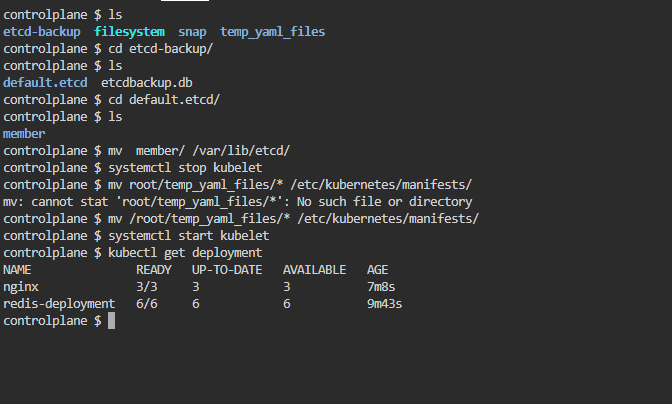 controlplane $ ls
etcd-backup  filesystem  snap  temp_yaml_files
controlplane $ cd etcd-backup/
controlplane $ ls
default.etcd  etcdbackup.db
controlplane $ cd default.etcd/
controlplane $ ls
member
controlplane $ mv  member/ /var/lib/etcd/
controlplane $ systemctl stop kubelet
controlplane $ mv root/temp_yaml_files/* /etc/kubernetes/manifests/
mv: cannot stat 'root/temp_yaml_files/*': No such file or directory
controlplane $ mv /root/temp_yaml_files/* /etc/kubernetes/manifests/
controlplane $ systemctl start kubelet
controlplane $ kubectl get deployment
NAME               READY   UP-TO-DATE   AVAILABLE   AGE
nginx              3/3     3            3           7m8s
redis-deployment   6/6     6            6           9m43s
controlplane $